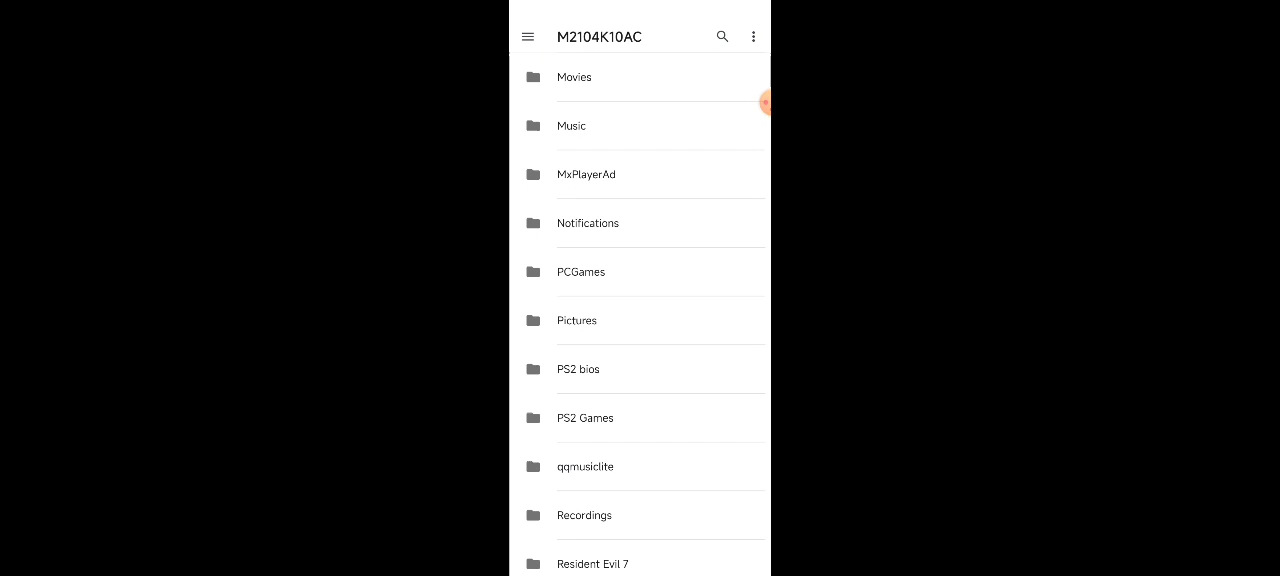 M2104K10AC
Movies
Music
MxPlayerAd
Notifications
PCGames
Pictures
PS2 bios
PS2 Games
qqmusiclite
Recordings
Resident Evil 7